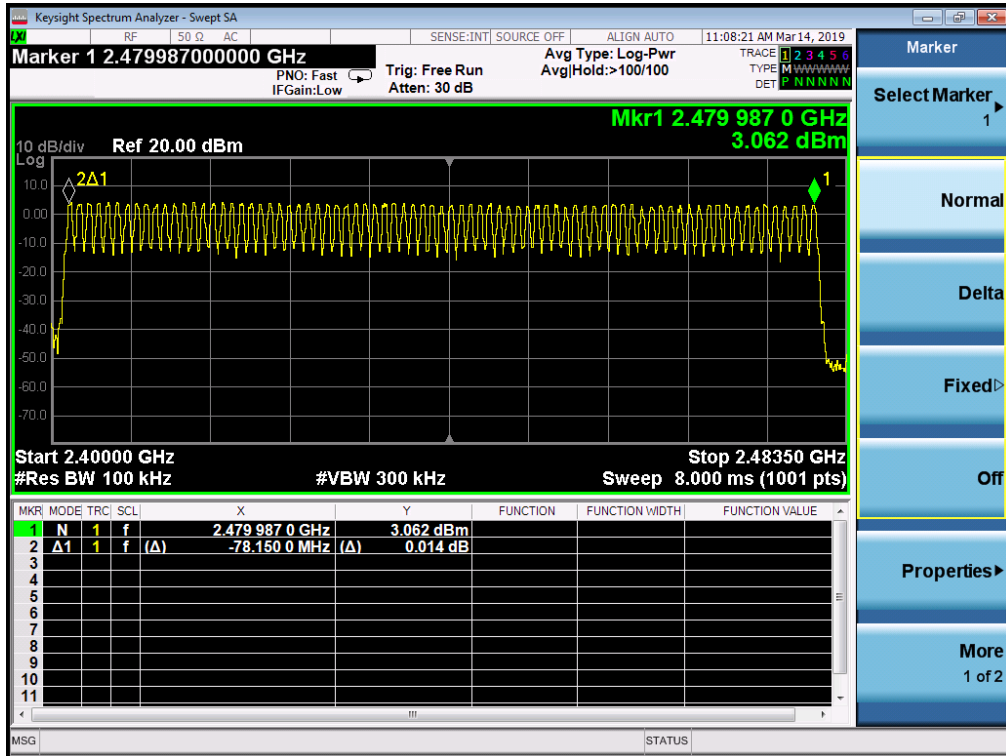 Keysight Spectrum Analyzer - Swept SA
LXI RF 50 Ω AC SENSE:INT SOURCE OFF ALIGN AUTO 11:08:21 AM Mar 14, 2019
Marker 1 2.479987000000 GHz
PNO: Fast
IFGain:Low
Trig: Free Run
Atten: 30 dB
Avg Type: Log-Pwr
Avg|Hold:>100/100
TRACE 1 2 3 4 5 6
TYPE M WWWWW
DET P N N N N N
Mkr1 2.479 987 0 GHz
3.062 dBm
10 dB/div Ref 20.00 dBm
Log
10.0
0.00
-10.0
-20.0
-30.0
-40.0
-50.0
-60.0
-70.0
2Δ1
1
Start 2.40000 GHz Stop 2.48350 GHz
#Res BW 100 kHz #VBW 300 kHz Sweep 8.000 ms (1001 pts)
MKR MODE TRC SCL X Y FUNCTION FUNCTION WIDTH FUNCTION VALUE
1 N 1 f 2.479 987 0 GHz 3.062 dBm
2 Δ1 1 f (Δ) -78.150 0 MHz (Δ) 0.014 dB
3
4
5
6
7
8
9
10
11
MSG STATUS
Marker
Select Marker
1
Normal
Delta
Fixed
Off
Properties
More
1 of 2